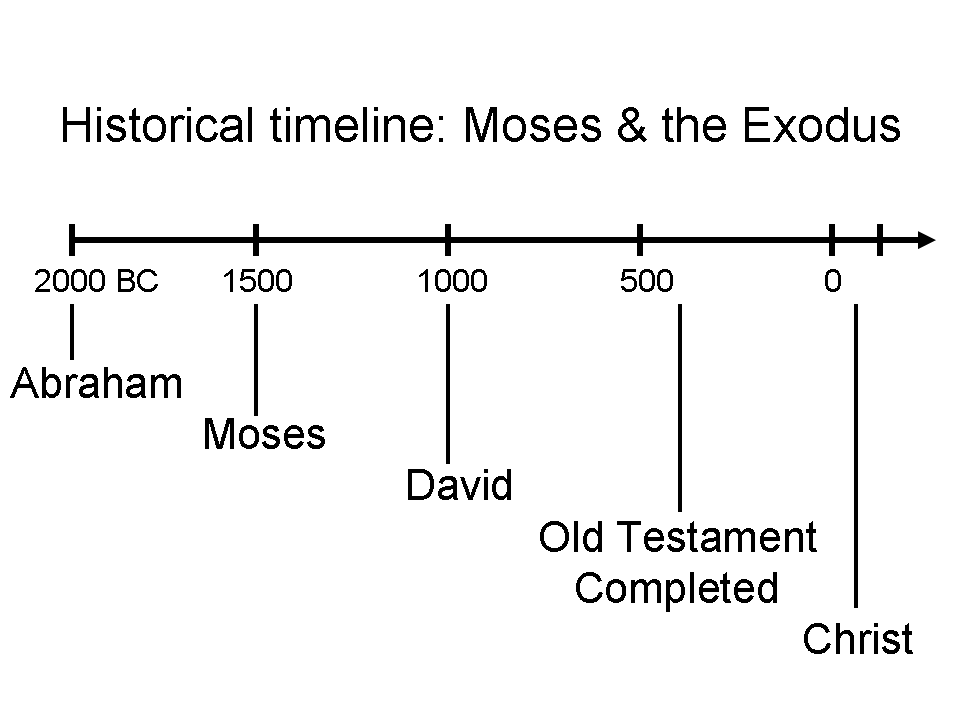 Historical timeline: Moses & the Exodus
2000 BC 1500 1000 500 0
Abraham
Moses
David
Old Testament
Completed
Christ